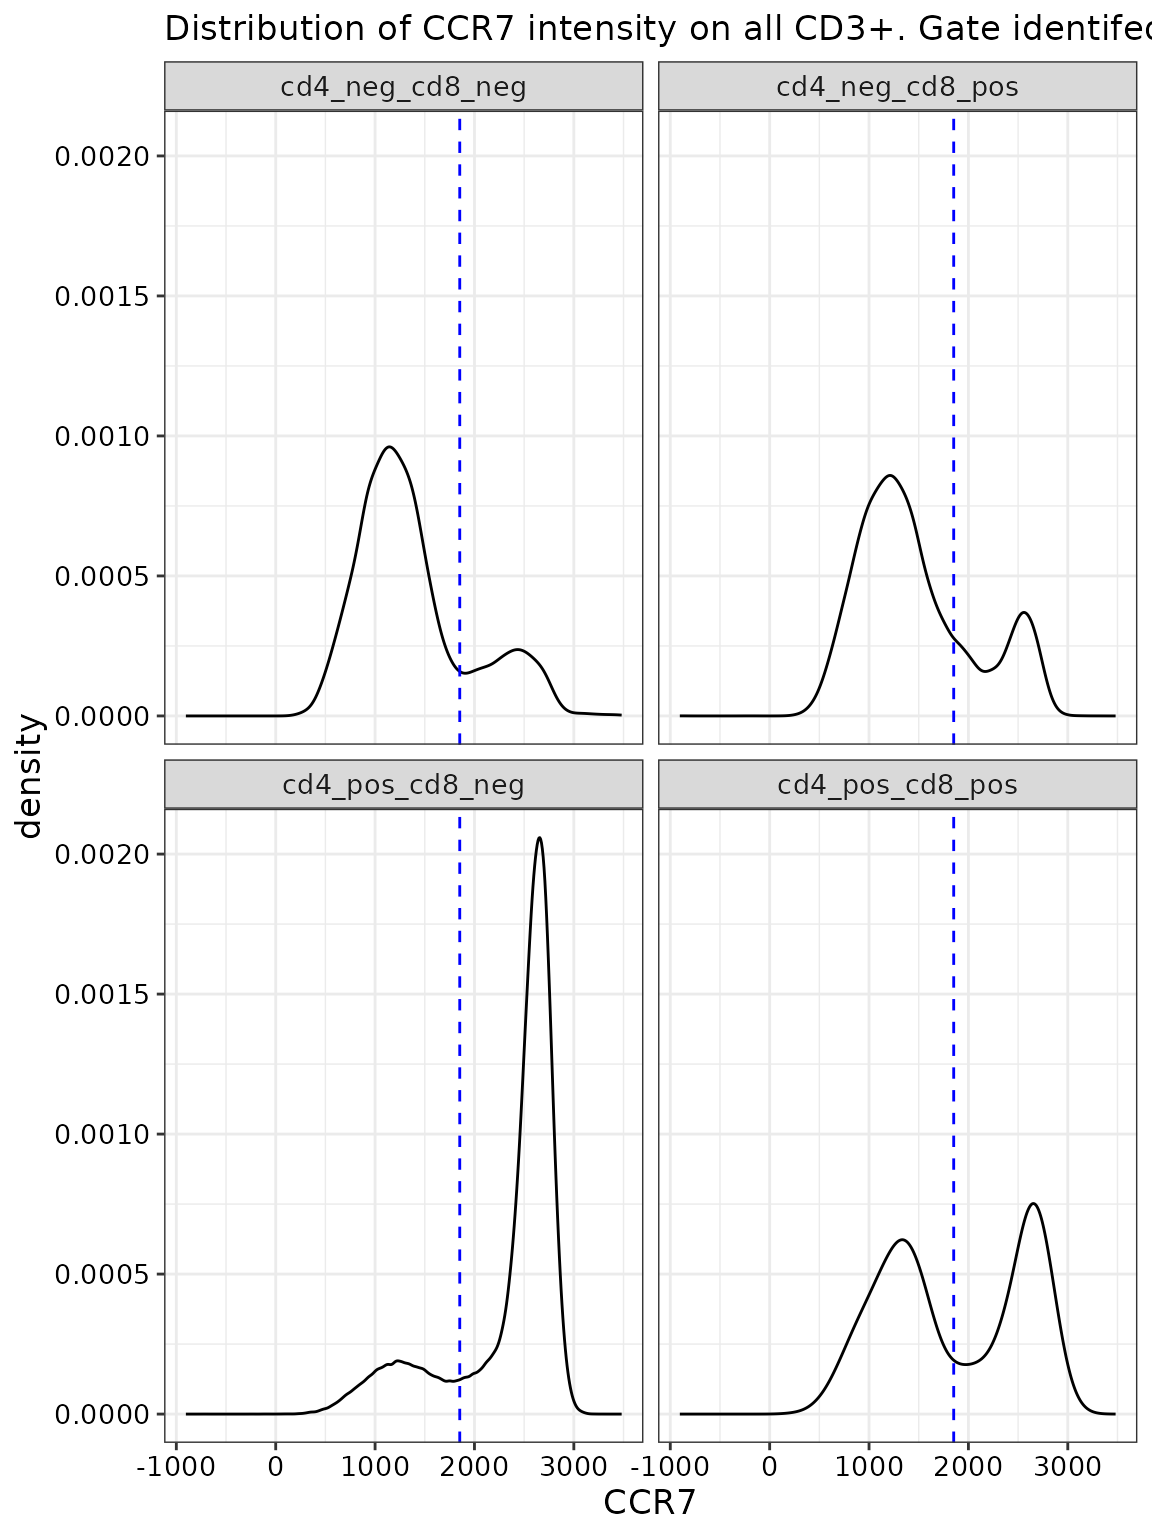 Distribution of CCR7 intensity on all CD3+. Gate identifec
cd4_neg_cd8_neg
cd4_neg_cd8_pos
0.0020
0.0015
0.0010
0.0005
0.0000
cd4_pos_cd8_neg
cd4_pos_cd8_pos
density
0.0020
0.0015
0.0010
0.0005
0.0000
-1000 0 1000 2000 3000 -1000 0 1000 2000 3000
CCR7